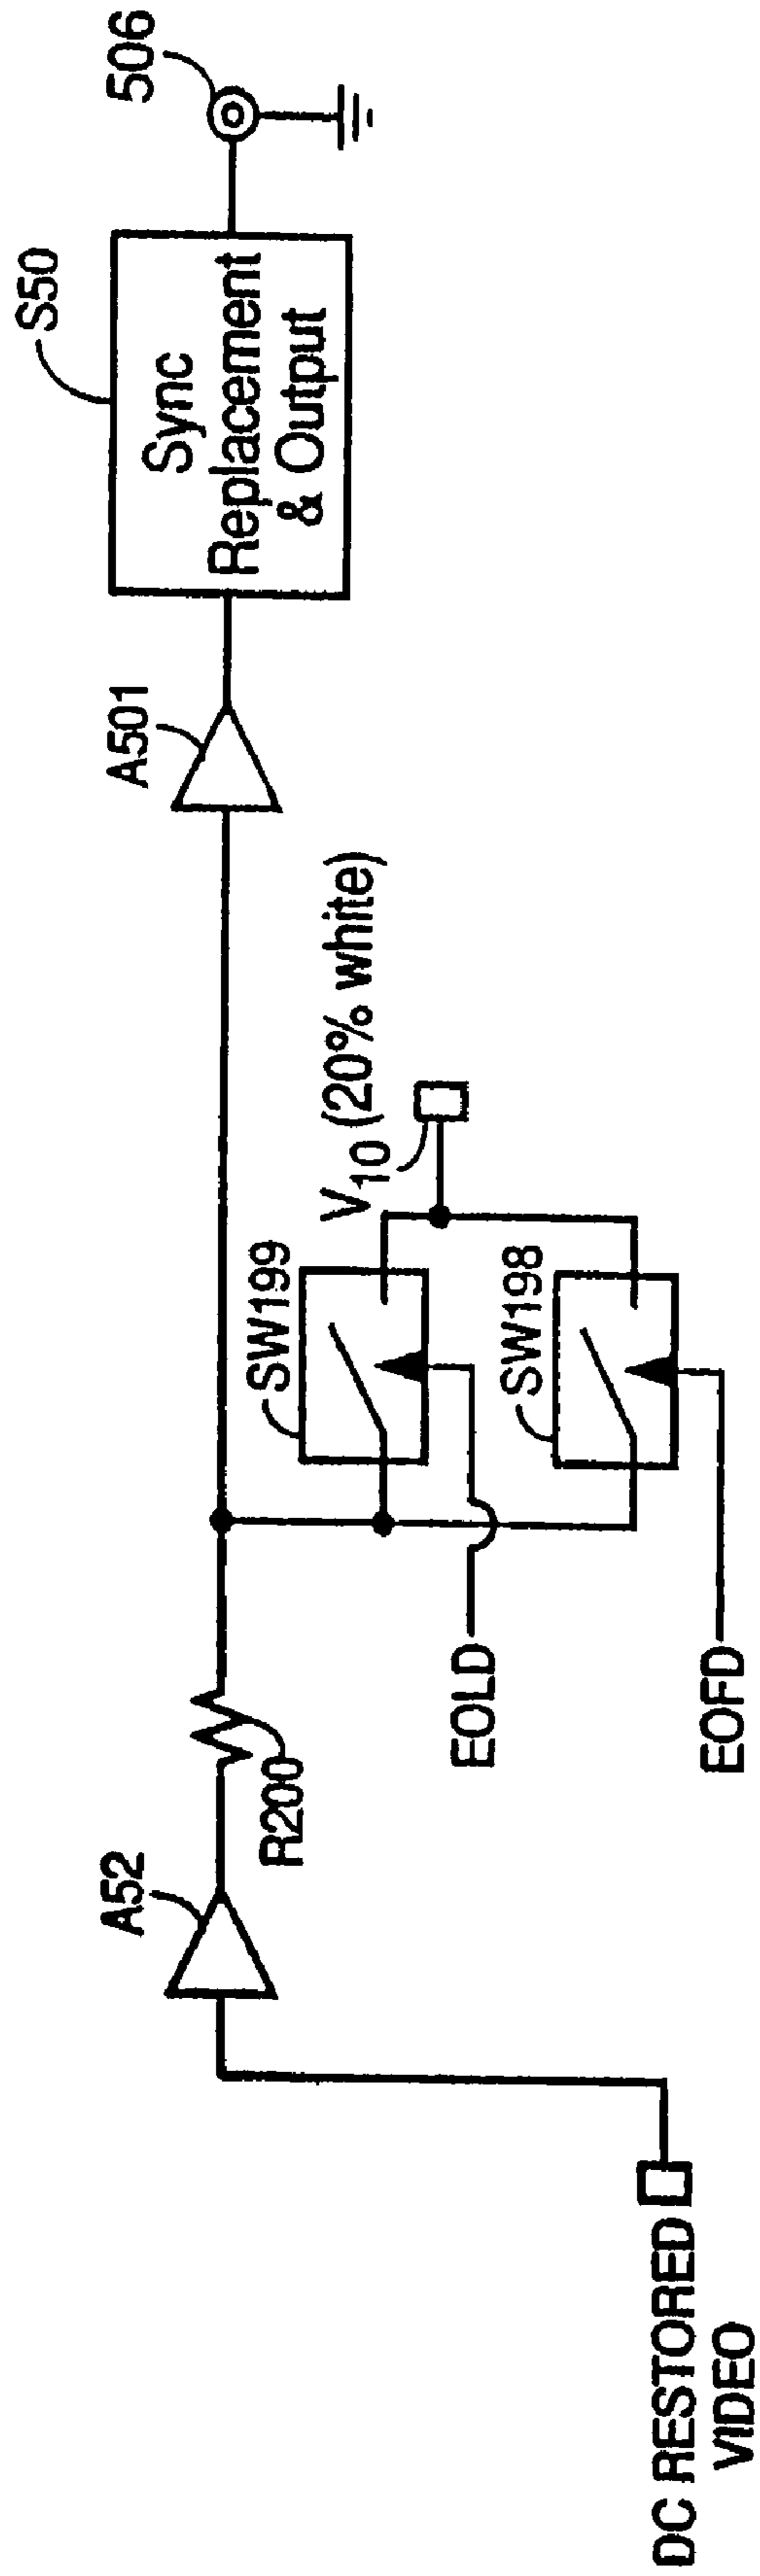 DC RESTORED
VIDEO
A52
R200
EOLD
EOFD
SW199
SW198
V10 (20% white)
A501
S50
Sync
Replacement
& Output
506